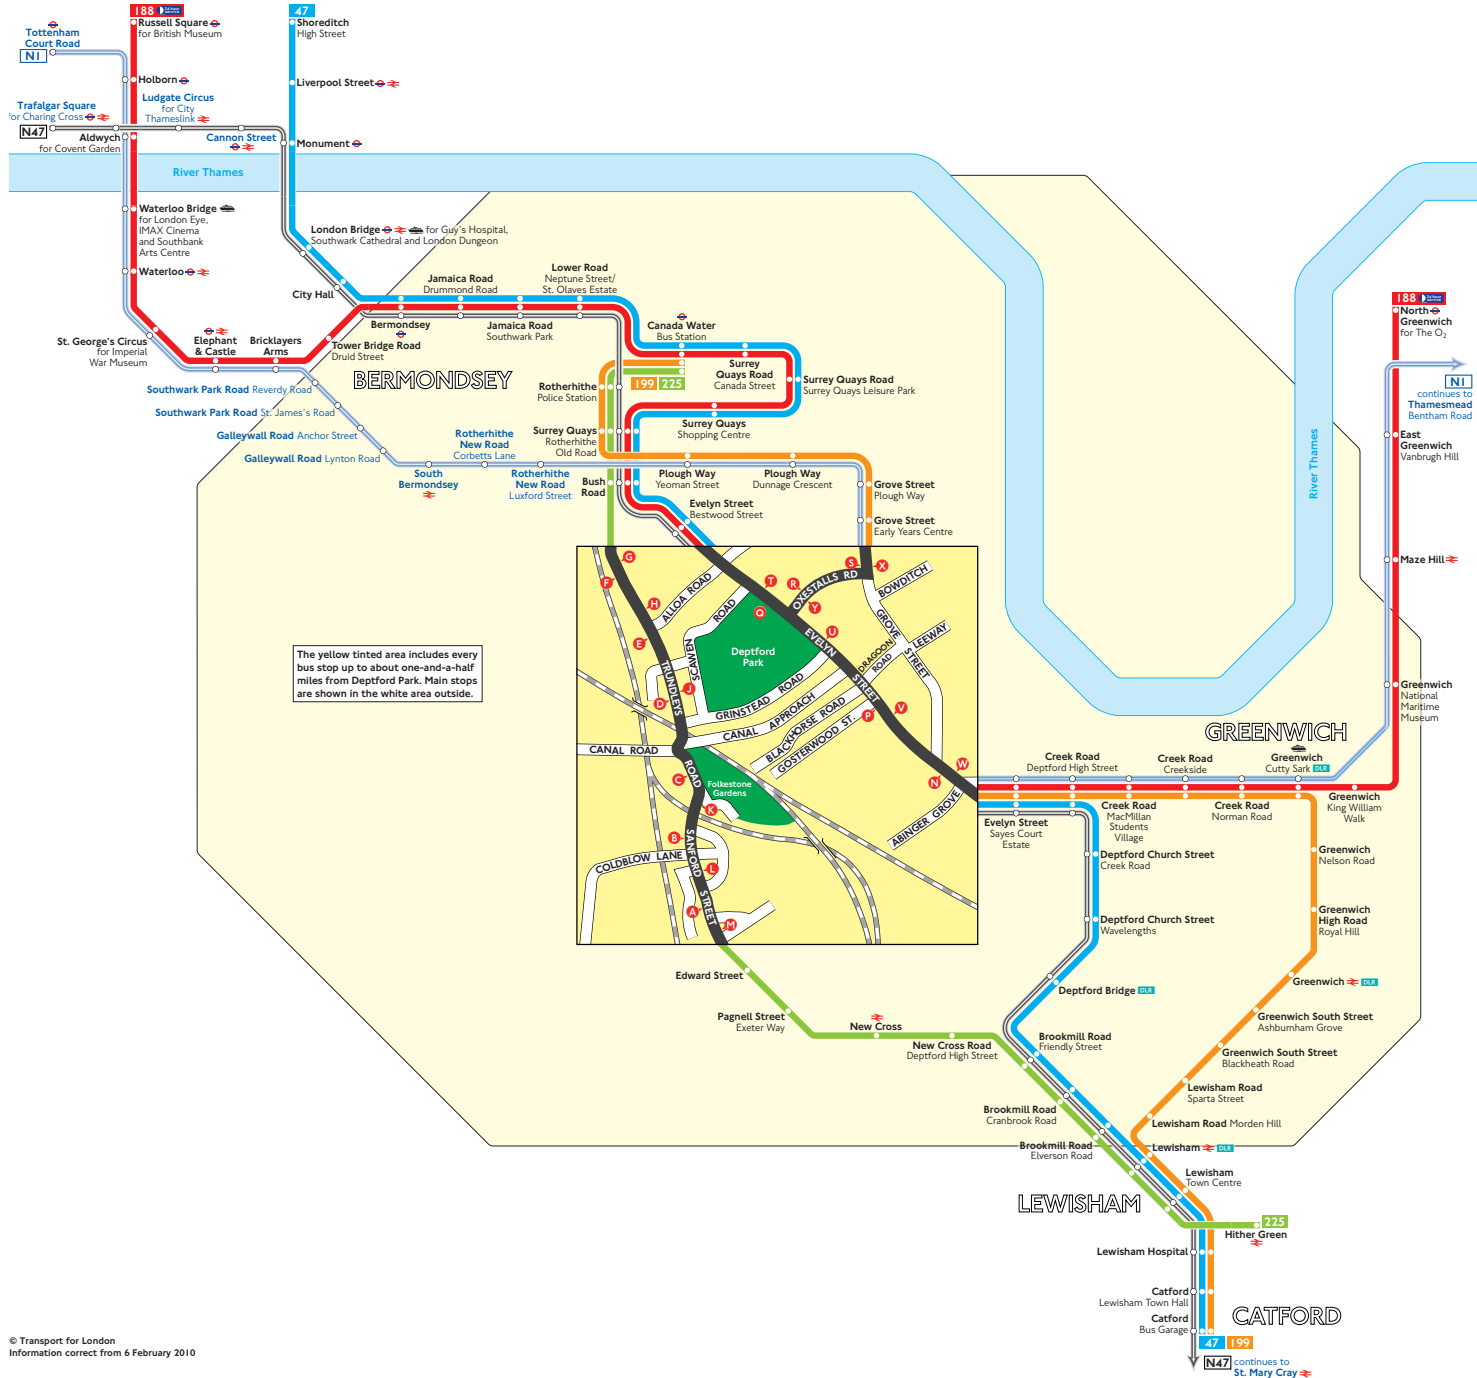 188
24 hour service
Russell Square
for British Museum
47
Shoreditch
High Street
Tottenham
Court Road
N1
Holborn
Liverpool Street
Trafalgar Square
for Charing Cross
N47
Ludgate Circus
for City
Thameslink
Cannon Street
Aldwych
for Covent Garden
Monument
River Thames
Waterloo Bridge
for London Eye,
IMAX Cinema
and Southbank
Arts Centre
Waterloo
London Bridge
for Guy's Hospital,
Southwark Cathedral and London Dungeon
City Hall
Jamaica Road
Drummond Road
Lower Road
Neptune Street/
St. Olaves Estate
Bermondsey
Jamaica Road
Southwark Park
Canada Water
Bus Station
St. George's Circus
for Imperial
War Museum
Elephant
& Castle
Bricklayers
Arms
Tower Bridge Road
Druid Street
BERMONDSEY
Southwark Park Road Reverdy Road
Southwark Park Road St. James's Road
Galleywall Road Anchor Street
Galleywall Road Lynton Road
South
Bermondsey
Rotherhithe
New Road
Corbetts Lane
Rotherhithe
New Road
Luxford Street
Rotherhithe
Police Station
199
225
Surrey
Quays Road
Canada Street
Surrey Quays Road
Surrey Quays Leisure Park
Surrey Quays
Shopping Centre
Surrey Quays
Rotherhithe
Old Road
Bush
Road
Plough Way
Yeoman Street
Plough Way
Dunnage Crescent
Grove Street
Plough Way
Grove Street
Early Years Centre
Evelyn Street
Bestwood Street
188
24 hour service
North
Greenwich
for The O2
N1
continues to
Thamesmead
Bentham Road
East
Greenwich
Vanbrugh Hill
River Thames
Maze Hill
Greenwich
National
Maritime
Museum
GREENWICH
The yellow tinted area includes every
bus stop up to about one-and-a-half
miles from Deptford Park. Main stops
are shown in the white area outside.
G
F
H
E
ALLOA ROAD
ROAD
SCAWEN
J
D
TRUNDLEYS
ROAD
T
Q
R
Y
S
X
U
OXESTALLS RD
BOWDITCH
GROVE
STREET
DRAGOON
ROAD
LEEWAY
EVELYN
STREET
Deptford
Park
GRINSTEAD ROAD
CANAL APPROACH
BLACKHORSE ROAD
GOSTERWOOD ST.
P
V
W
N
CANAL ROAD
C
Folkestone
Gardens
K
ABINGER GROVE
B
COLDBLOW LANE
SANFORD
STREET
L
A
M
Creek Road
Deptford High Street
Creek Road
Creekside
Greenwich
Cutty Sark DLR
Evelyn Street
Sayes Court
Estate
Creek Road
MacMillan
Students
Village
Creek Road
Norman Road
Greenwich
King William
Walk
Deptford Church Street
Creek Road
Greenwich
Nelson Road
Deptford Church Street
Wavelengths
Greenwich
High Road
Royal Hill
Edward Street
Deptford Bridge DLR
Greenwich DLR
Pagnell Street
Exeter Way
New Cross
New Cross Road
Deptford High Street
Brookmill Road
Friendly Street
Greenwich South Street
Ashburnham Grove
Greenwich South Street
Blackheath Road
Lewisham Road
Sparta Street
Brookmill Road
Cranbrook Road
Lewisham Road Morden Hill
Brookmill Road
Elverson Road
Lewisham DLR
Lewisham
Town Centre
LEWISHAM
225
Hither Green
Lewisham Hospital
Catford
Lewisham Town Hall
CATFORD
Catford
Bus Garage
47
199
N47
continues to
St. Mary Cray
© Transport for London
Information correct from 6 February 2010